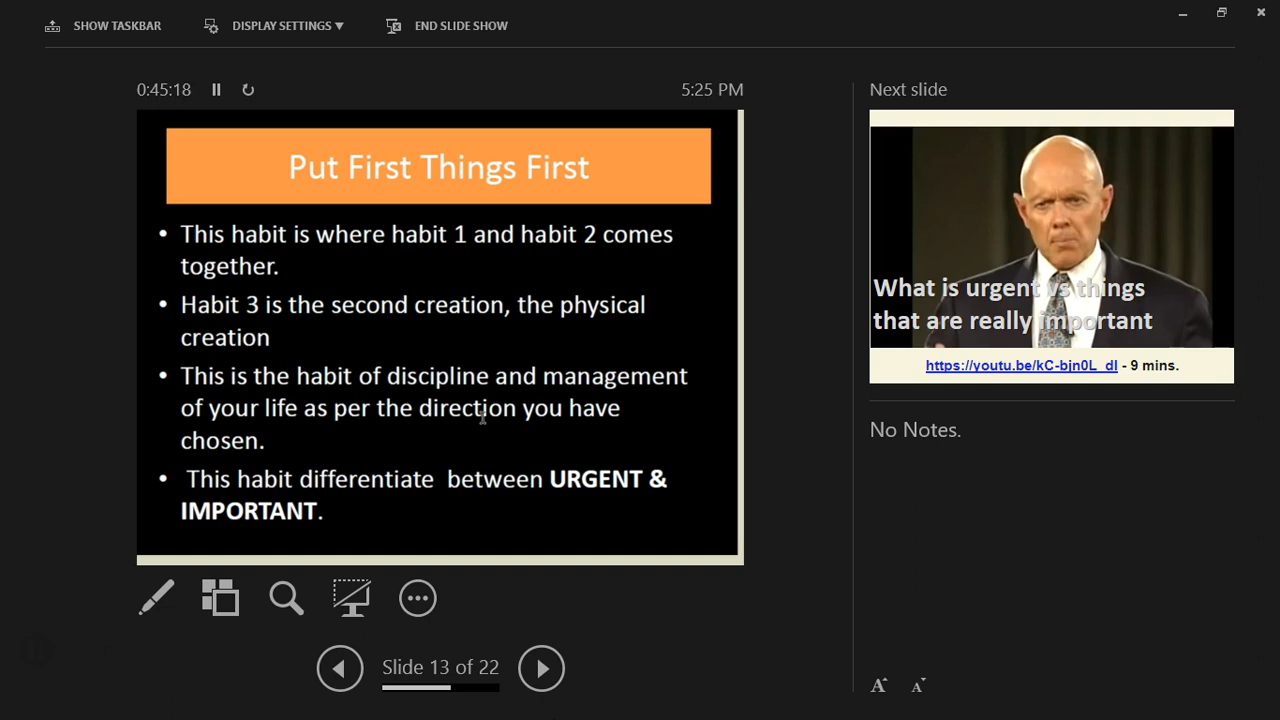 SHOW TASKBAR
DISPLAY SETTINGS ▼
END SLIDE SHOW
0:45:18
5:25 PM
Put First Things First
• This habit is where habit 1 and habit 2 comes
together.
• Habit 3 is the second creation, the physical
creation
• This is the habit of discipline and management
of your life as per the direction you have
chosen.
• This habit differentiate between URGENT &
IMPORTANT.
Slide 13 of 22
Next slide
What is urgent vs things
that are really important
https://youtu.be/kC-bjn0L_dI - 9 mins.
No Notes.
A A